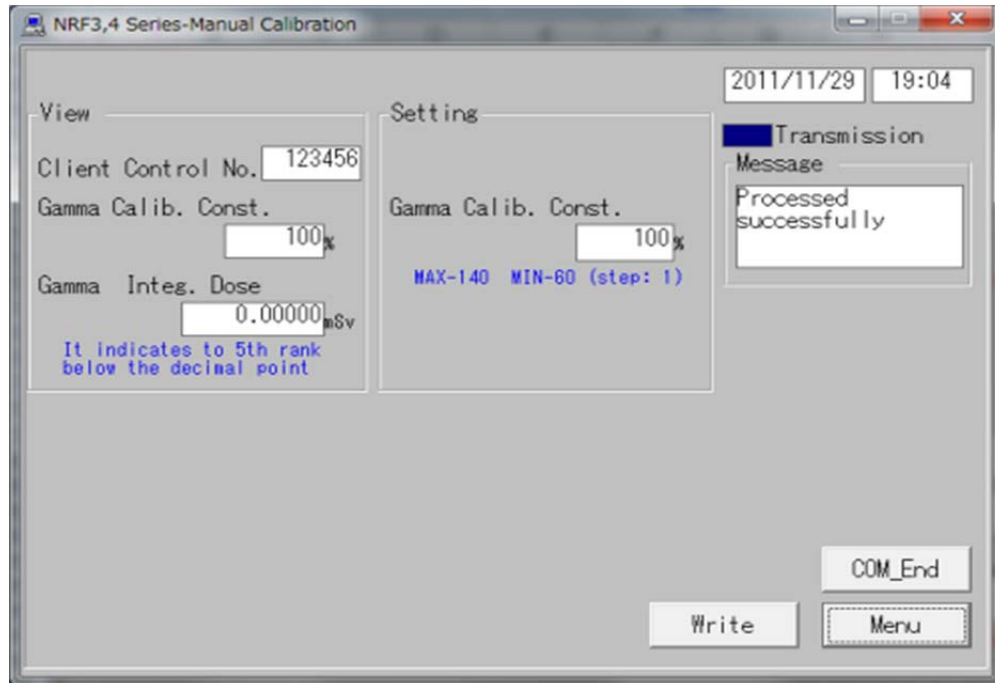 NRF3,4 Series-Manual Calibration
2011/11/29 19:04
View
Client Control No. 123456
Gamma Calib. Const.
100%
Gamma Integ. Dose
0.00000mSv
It indicates to 5th rank
below the decimal point
Setting
Gamma Calib. Const.
100%
MAX-140 MIN-60 (step: 1)
Transmission
Message
Processed
successfully
COM_End
Write Menu